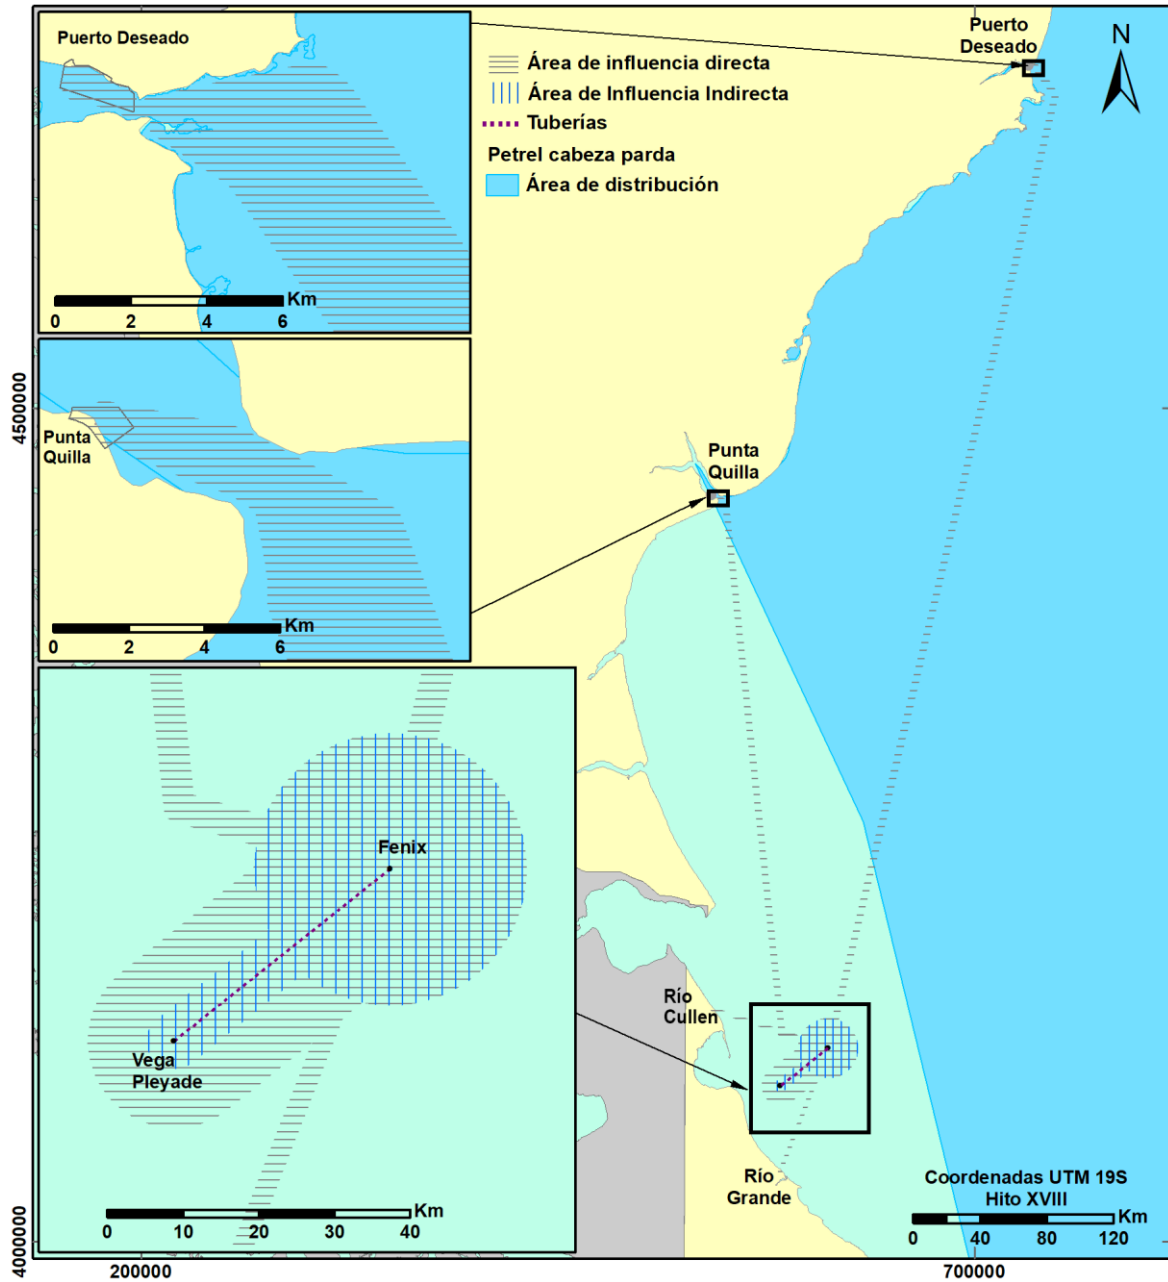 Puerto Deseado
Km
0 2 4 6
Punta
Quilla
Km
0 2 4 6
Fenix
Vega
Pleyade
Km
0 10 20 30 40
Área de influencia directa
Área de Influencia Indirecta
Tuberías
Petrel cabeza parda
Área de distribución
Puerto
Deseado
N
Punta
Quilla
Río
Cullen
Río
Grande
Coordenadas UTM 19S
Hito XVIII
Km
0 40 80 120
4500000
4000000
200000
700000